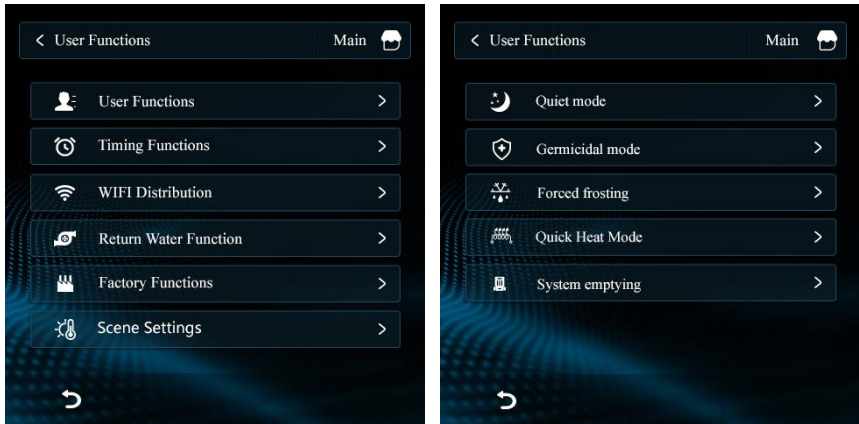 User Functions Main
User Functions
Timing Functions
WIFI Distribution
Return Water Function
Factory Functions
Scene Settings
User Functions Main
Quiet mode
Germicidal mode
Forced frosting
Quick Heat Mode
System emptying